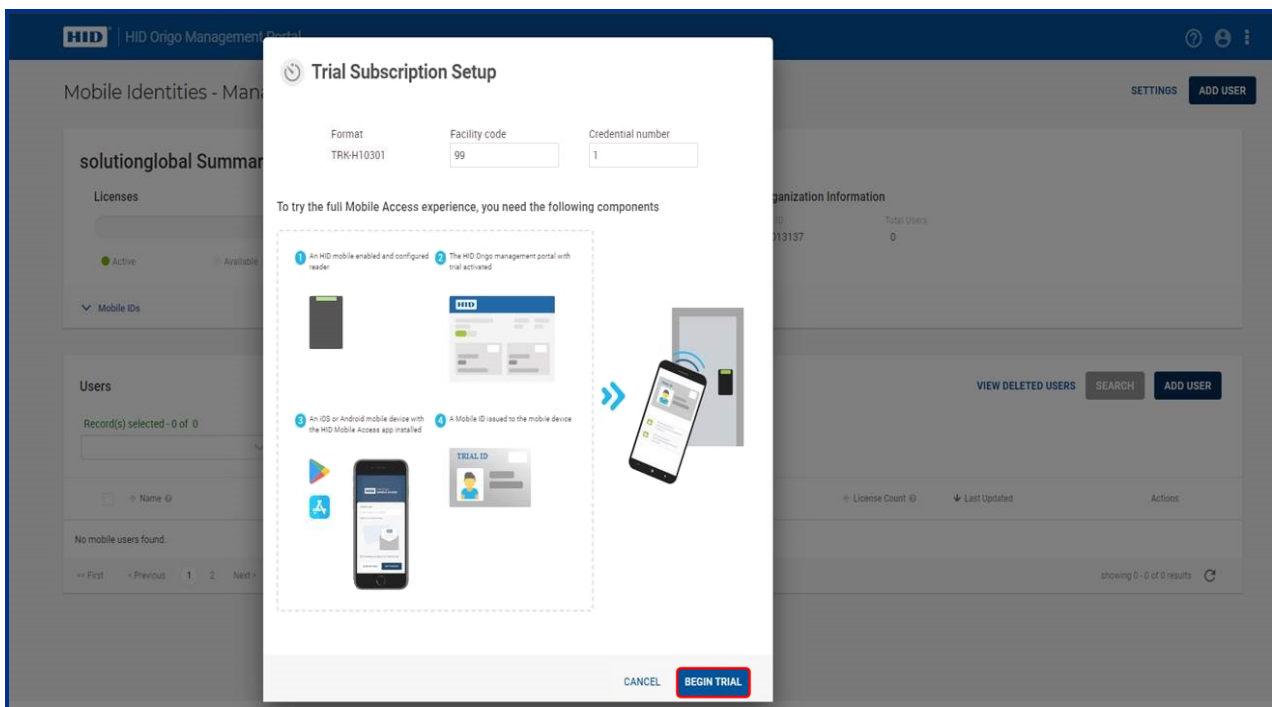 HID | HID Origo Management Portal
Mobile Identities - Mana
SETTINGS ADD USER
solutionglobal Summar
Licenses
Active Available
Mobile IDs
ganization Information
ID Total Users
013137 0
Trial Subscription Setup
Format Facility code Credential number
TRK-H10301 99 1
To try the full Mobile Access experience, you need the following components
1 An HID mobile enabled and configured reader
2 The HID Origo management portal with trial activated
HID
3 An iOS or Android mobile device with the HID Mobile Access app installed
4 A Mobile ID issued to the mobile device
TRIAL ID
CANCEL BEGIN TRIAL
Users
VIEW DELETED USERS SEARCH ADD USER
Record(s) selected - 0 of 0
Name License Count Last Updated Actions
No mobile users found.
First Previous 1 2 Next
showing 0 - 0 of 0 results